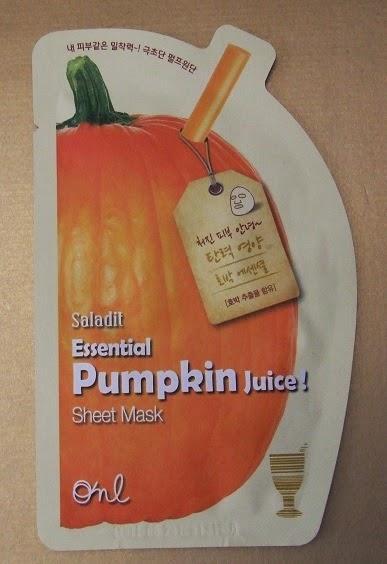 내 피부같은 밀착력~! 극초단 펄프원단
처진 피부 안녕~
탄력 영양
호박 에센셜
[호박 추출물 함유]
Saladit
Essential
Pumpkin Juice!
Sheet Mask